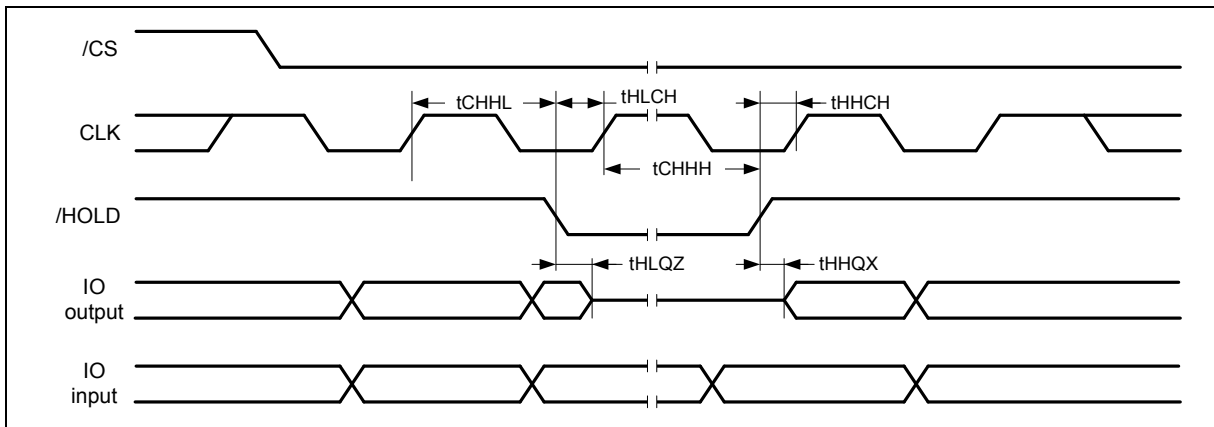 /CS
tCHHL
tHLCH
tHHCH
CLK
tCHHH
/HOLD
tHLQZ
tHHQX
IO
output
IO
input